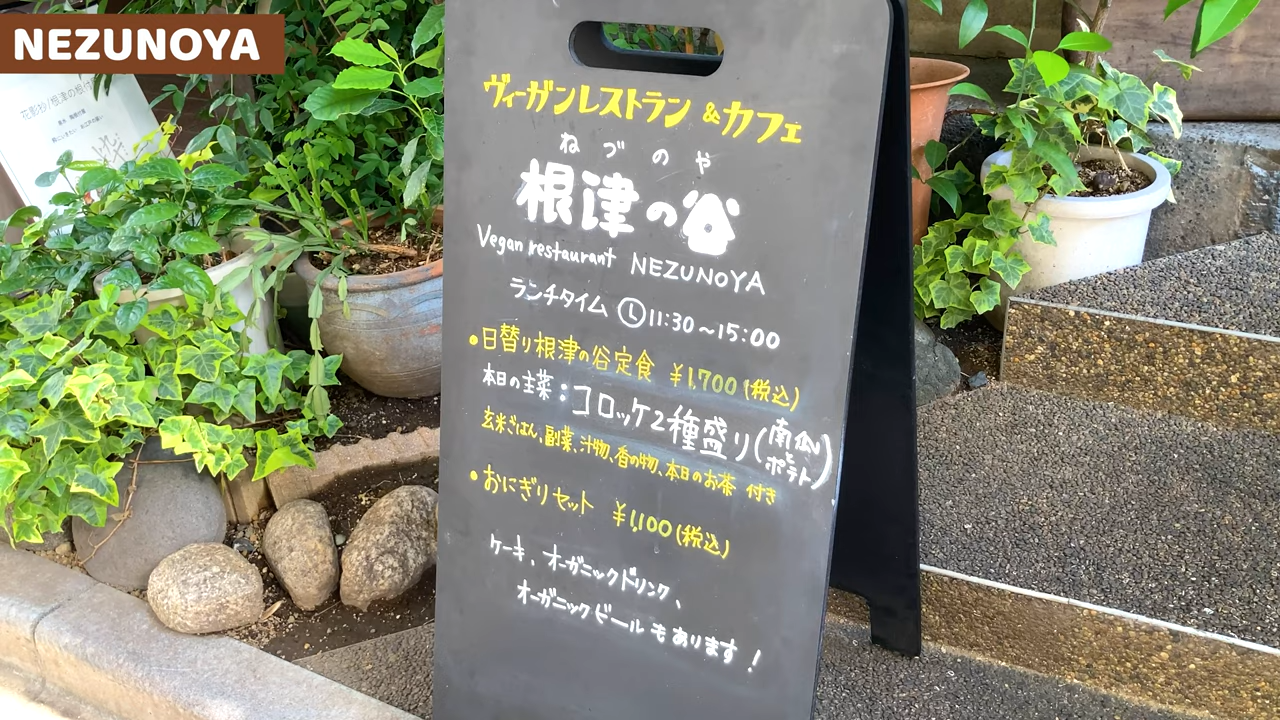 NEZUNOYA
ヴィーガンレストラン &カフェ
ねづのや
根津の谷
Vegan restaurant NEZUNOYA
ランチタイム 11:30~15:00
•日替り根津の谷定食 ¥1,700(税込)
本日の主菜:コロッケ2種盛り(南瓜とポテト)
玄米ごはん、副菜、汁物、香の物、本日のお茶 付き
•おにぎりセット ¥1,100(税込)
ケーキ、オーガニックドリンク、
オーガニックビールもあります!